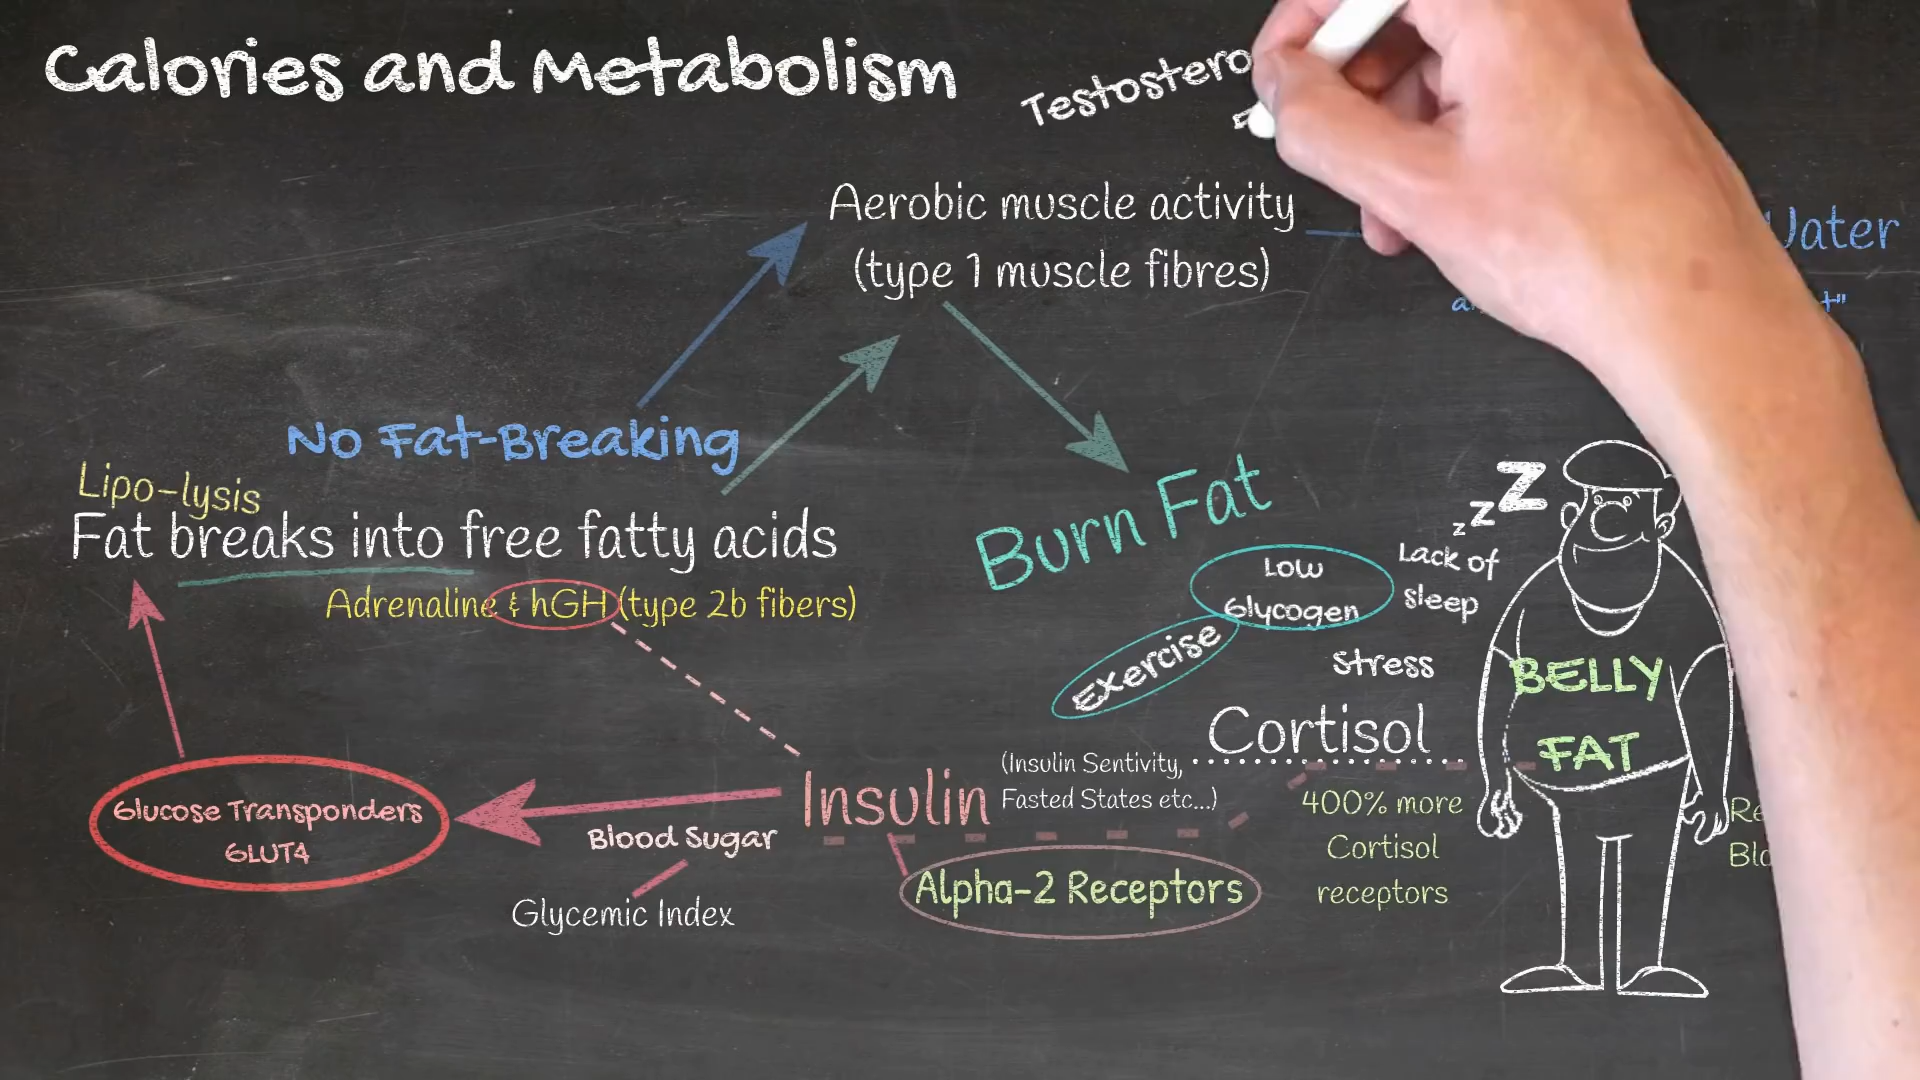 Calories and Metabolism
Aerobic muscle activity
(type 1 muscle fibres)
No Fat-Breaking
Lipo-lysis
Fat breaks into free fatty acids
Adrenaline & hGH (type 2b fibers)
Burn Fat
Low
Glycogen
Exercise
zzZ
Lack of
sleep
Stress
Cortisol
BELLY
FAT
Glucose Transponders
GLUT4
Blood Sugar
Glycemic Index
Insulin
(Insulin Sentivity,
Fasted States etc...)
Alpha-2 Receptors
400% more
Cortisol
receptors